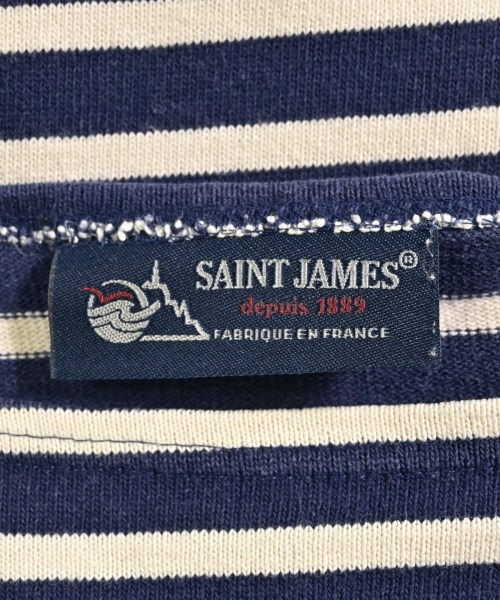 SAINT JAMES®
depuis 1889
FABRIQUE EN FRANCE